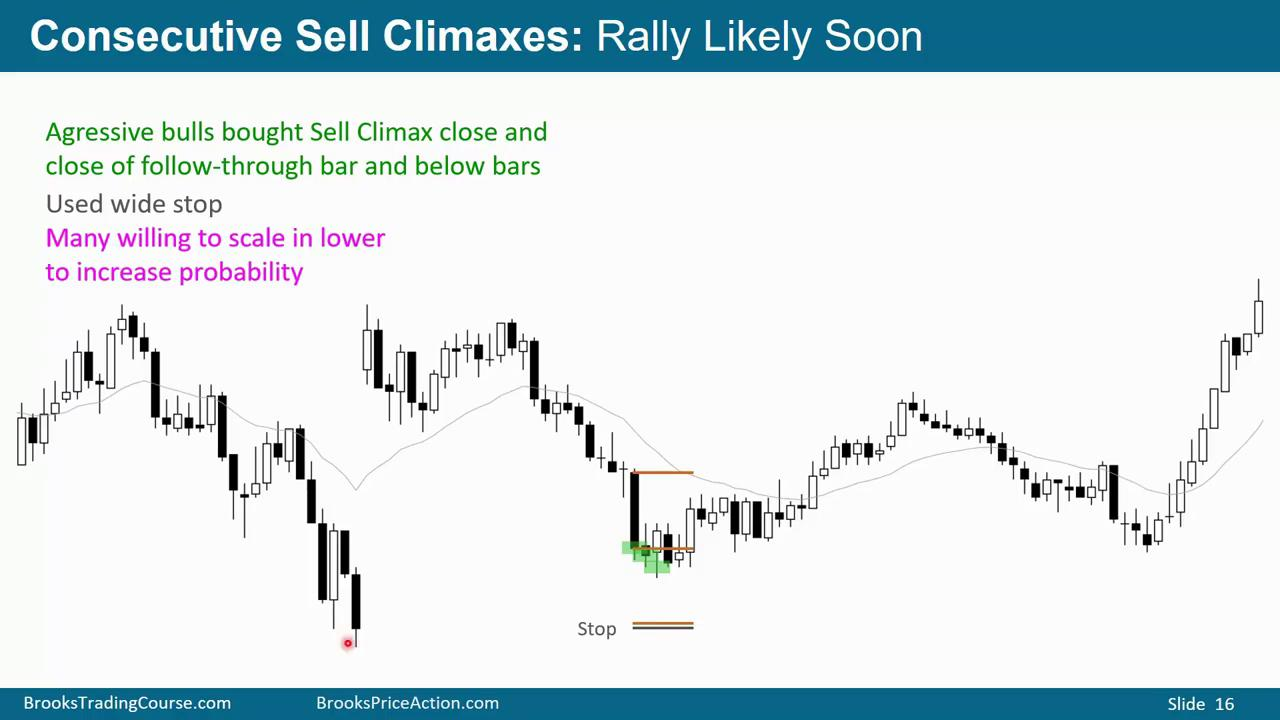 Consecutive Sell Climaxes: Rally Likely Soon
Agressive bulls bought Sell Climax close and
close of follow-through bar and below bars
Used wide stop
Many willing to scale in lower
to increase probability
Stop
BrooksTradingCourse.com
BrooksPriceAction.com
Slide 16